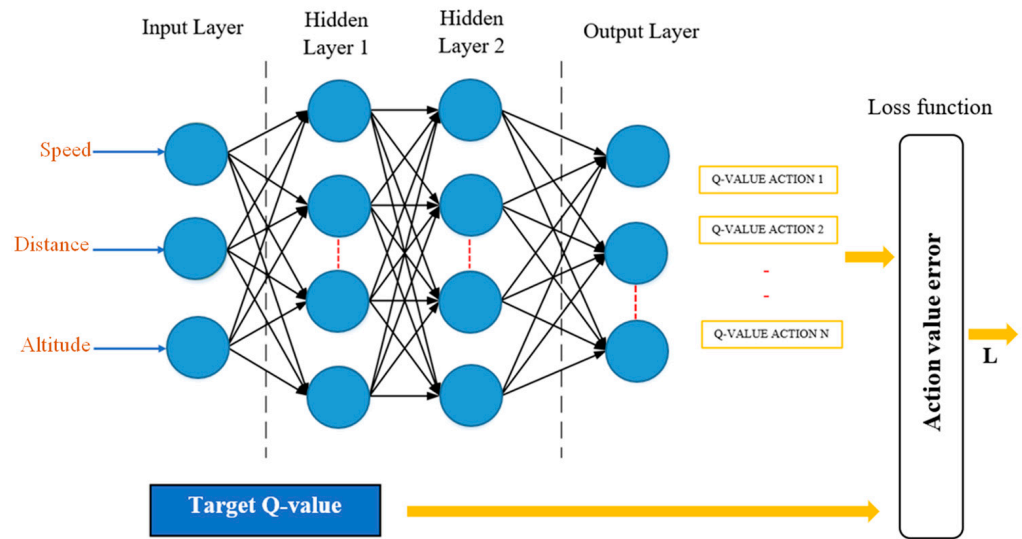 Input Layer
Hidden
Layer 1
Hidden
Layer 2
Output Layer
Loss function
Speed
Distance
Altitude
Q-VALUE ACTION 1
Q-VALUE ACTION 2
-
-
Q-VALUE ACTION N
Action value error
L
Target Q-value